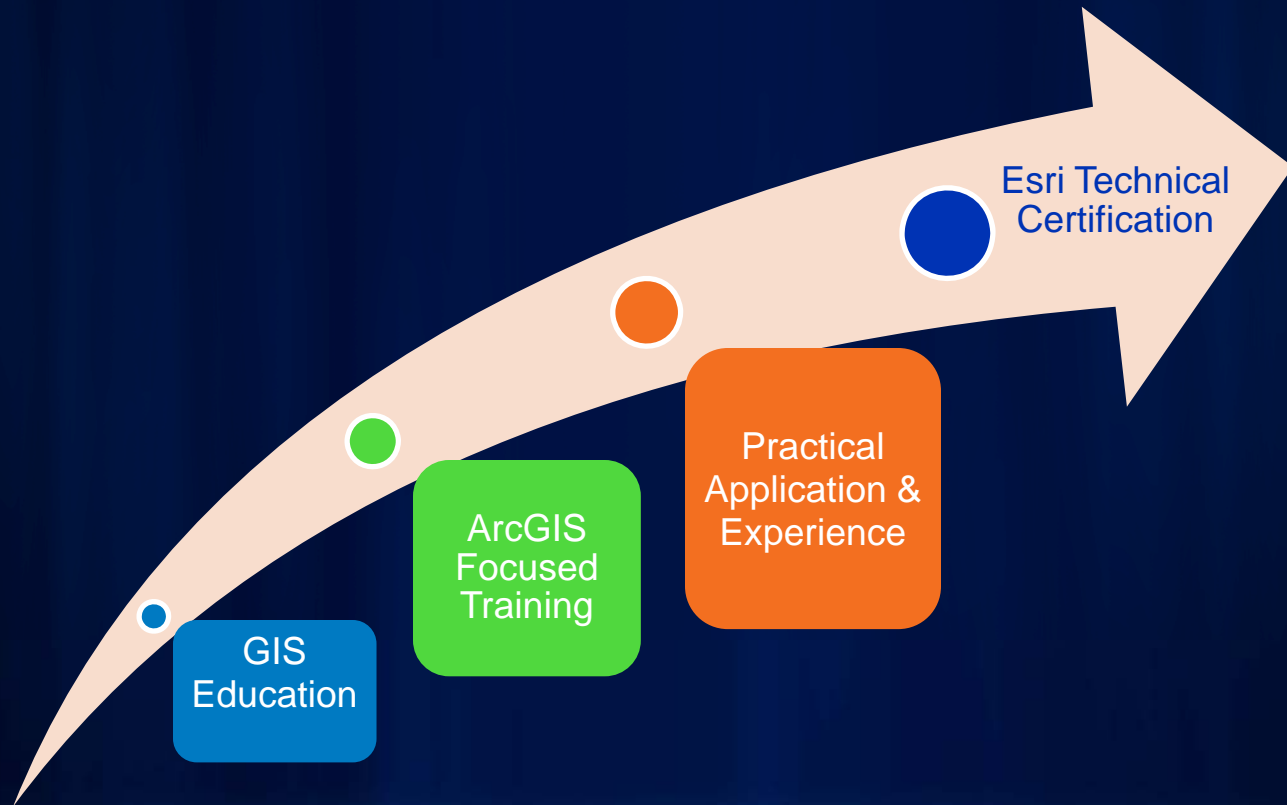 Esri Technical
Certification
Practical
Application &
Experience
ArcGIS
Focused
Training
GIS
Education